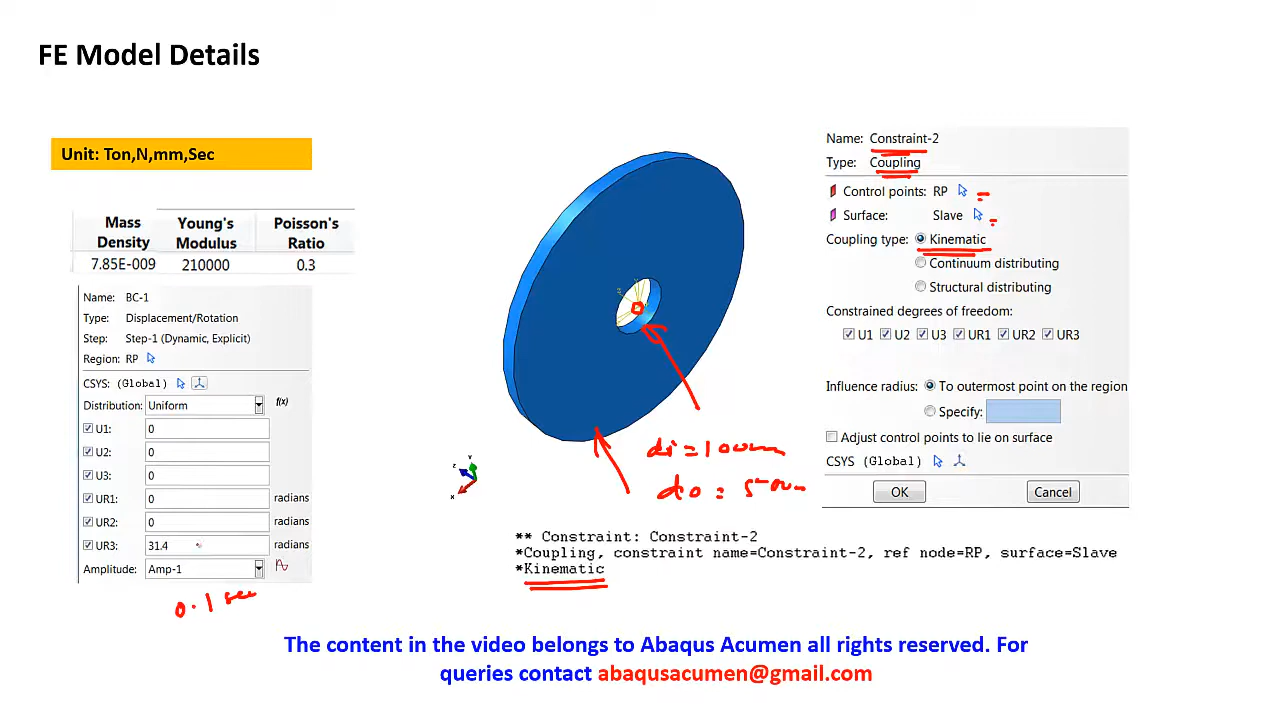 FE Model Details
Unit: Ton,N,mm,Sec
Mass Density Young's Modulus Poisson's Ratio
7.85E-009 210000 0.3
Name: BC-1
Type: Displacement/Rotation
Step: Step-1 (Dynamic, Explicit)
Region: RP
CSYS: (Global)
Distribution: Uniform f(x)
U1: 0
U2: 0
U3: 0
UR1: 0 radians
UR2: 0 radians
UR3: 31.4 radians
Amplitude: Amp-1
0.1 sec
Y
Z
X
di = 100mm
do =
Name: Constraint-2
Type: Coupling
Control points: RP
Surface: Slave
Coupling type: Kinematic
Continuum distributing
Structural distributing
Constrained degrees of freedom:
U1 U2 U3 UR1 UR2 UR3
Influence radius: To outermost point on the region
Specify:
Adjust control points to lie on surface
CSYS (Global)
OK Cancel
** Constraint: Constraint-2
*Coupling, constraint name=Constraint-2, ref node=RP, surface=Slave
*Kinematic
The content in the video belongs to Abaqus Acumen all rights reserved. For
queries contact abaqusacumen@gmail.com